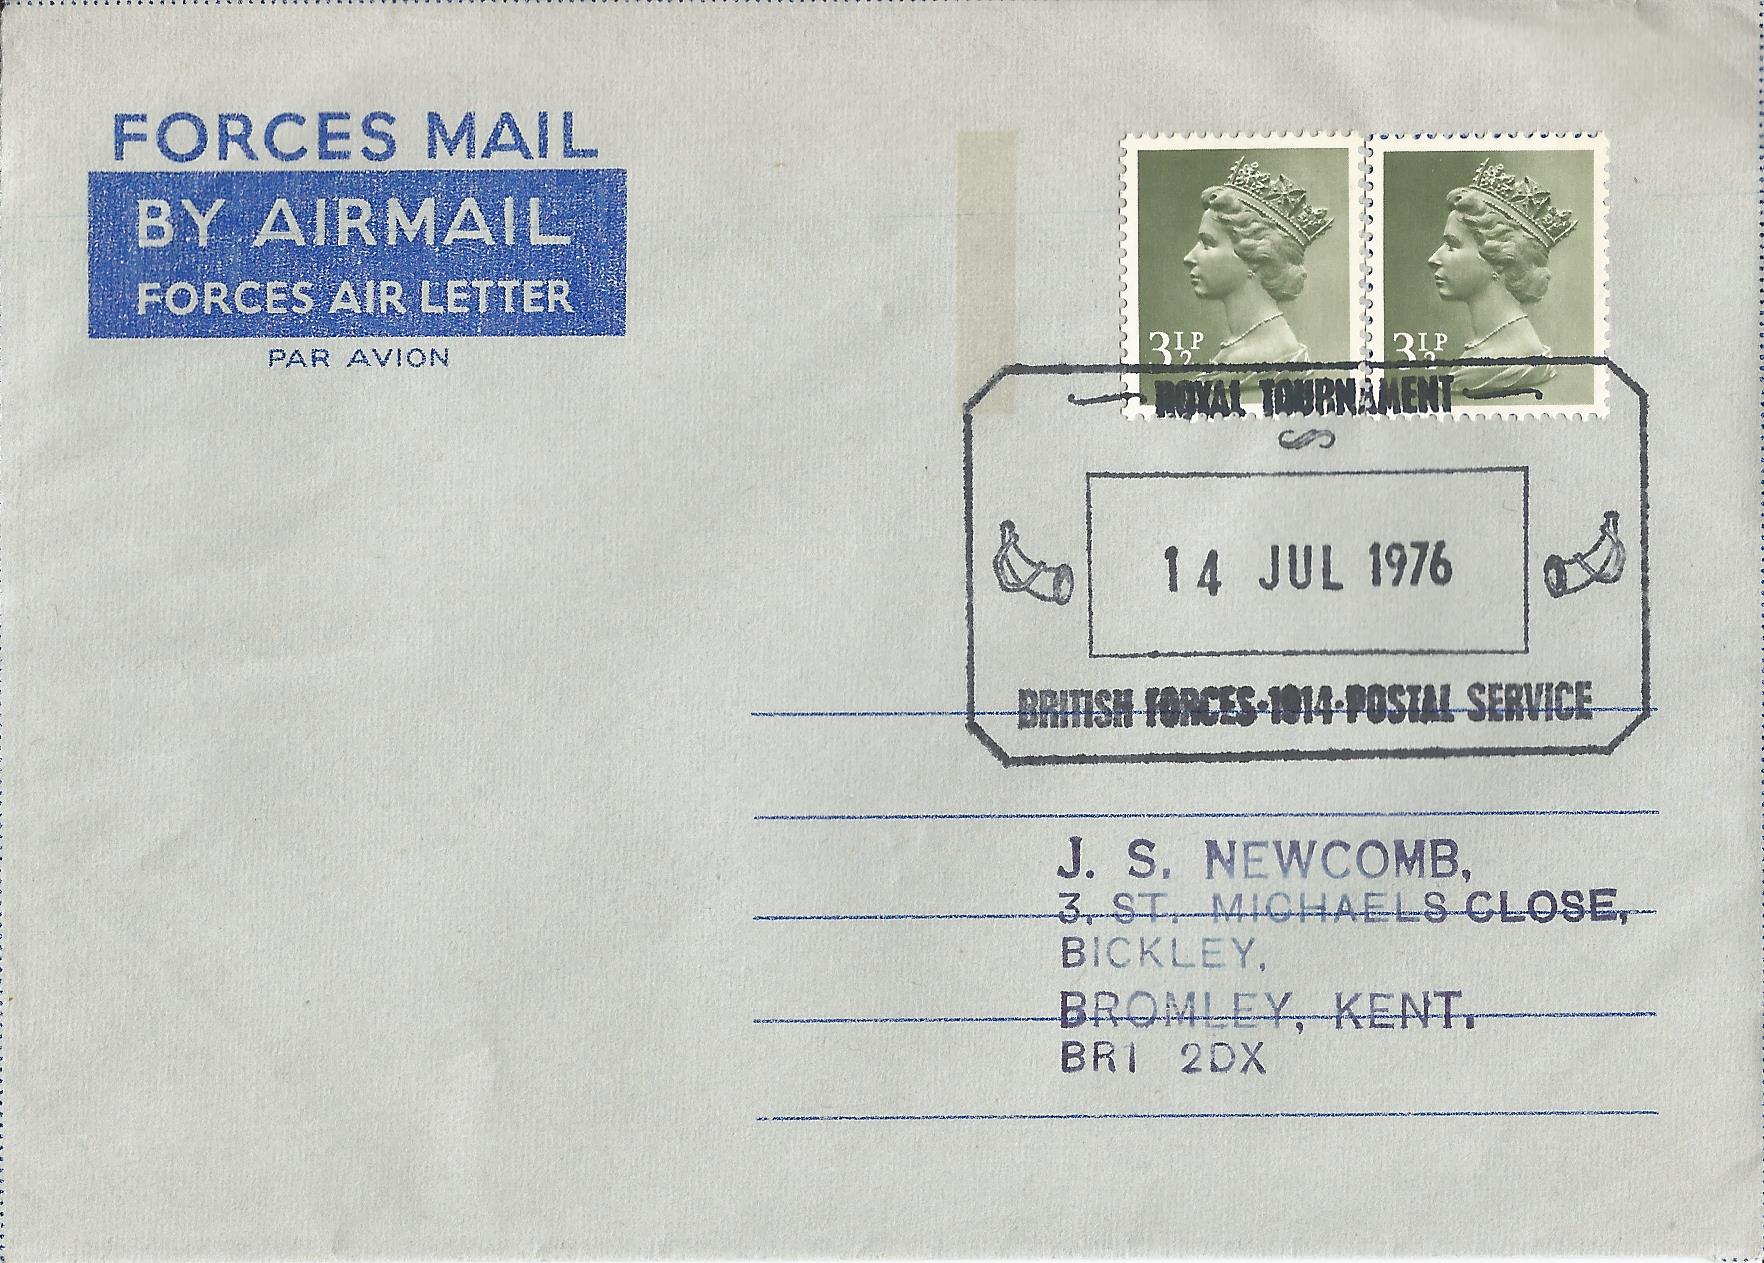 FORCES MAIL
BY AIRMAIL
FORCES AIR LETTER
PAR AVION
3½P 3½P
ROYAL TOURNAMENT
14 JUL 1976
BRITISH FORCES·1914·POSTAL SERVICE
J. S. NEWCOMB,
3, ST. MICHAELS CLOSE,
BICKLEY,
BROMLEY, KENT.
BR1 2DX